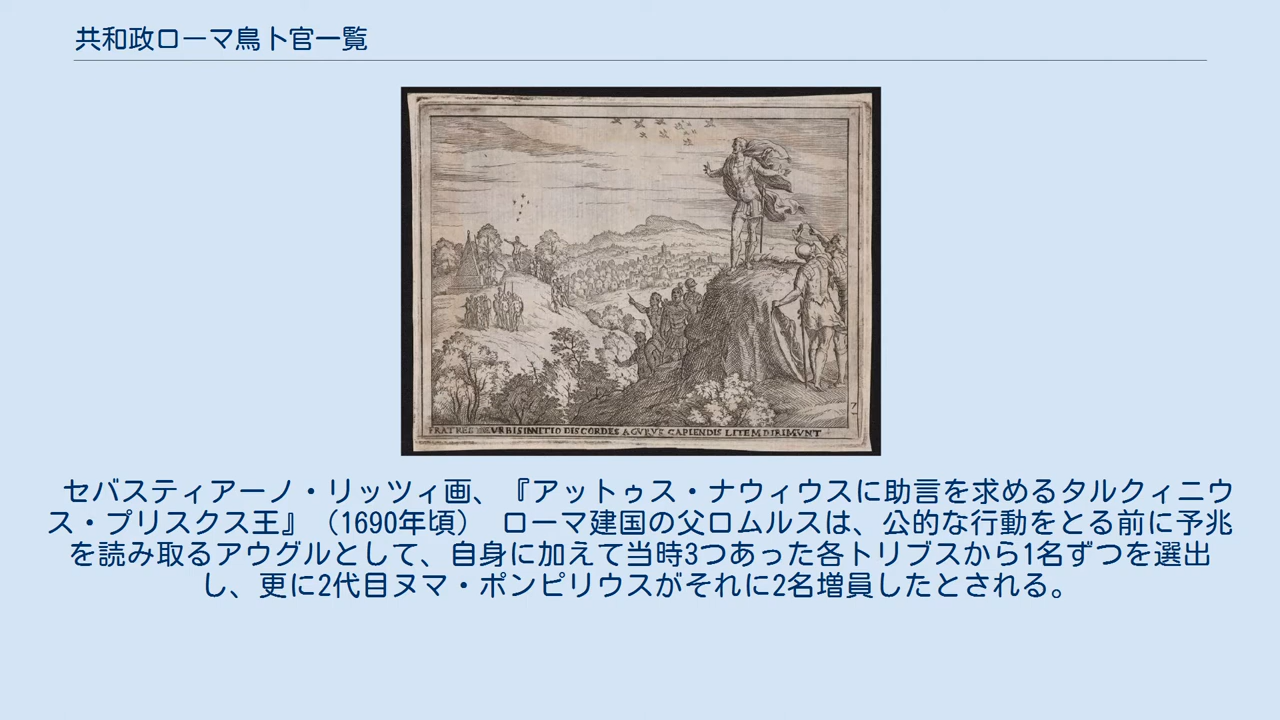 共和政ローマ鳥卜官一覧
FRATRES URBIS INITIO DISCORDES AGURYS CAPIENDIS LITEM DIRIMUNT
セバスティアーノ・リッツィ画、『アットゥス・ナウィウスに助言を求めるタルクィニウ
ス・プリスクス王』（1690年頃） ローマ建国の父ロムルスは、公的な行動をとる前に予兆
を読み取るアウグルとして、自身に加えて当時3つあった各トリブスから1名ずつを選出
し、更に2代目ヌマ・ポンピリウスがそれに2名増員したとされる。